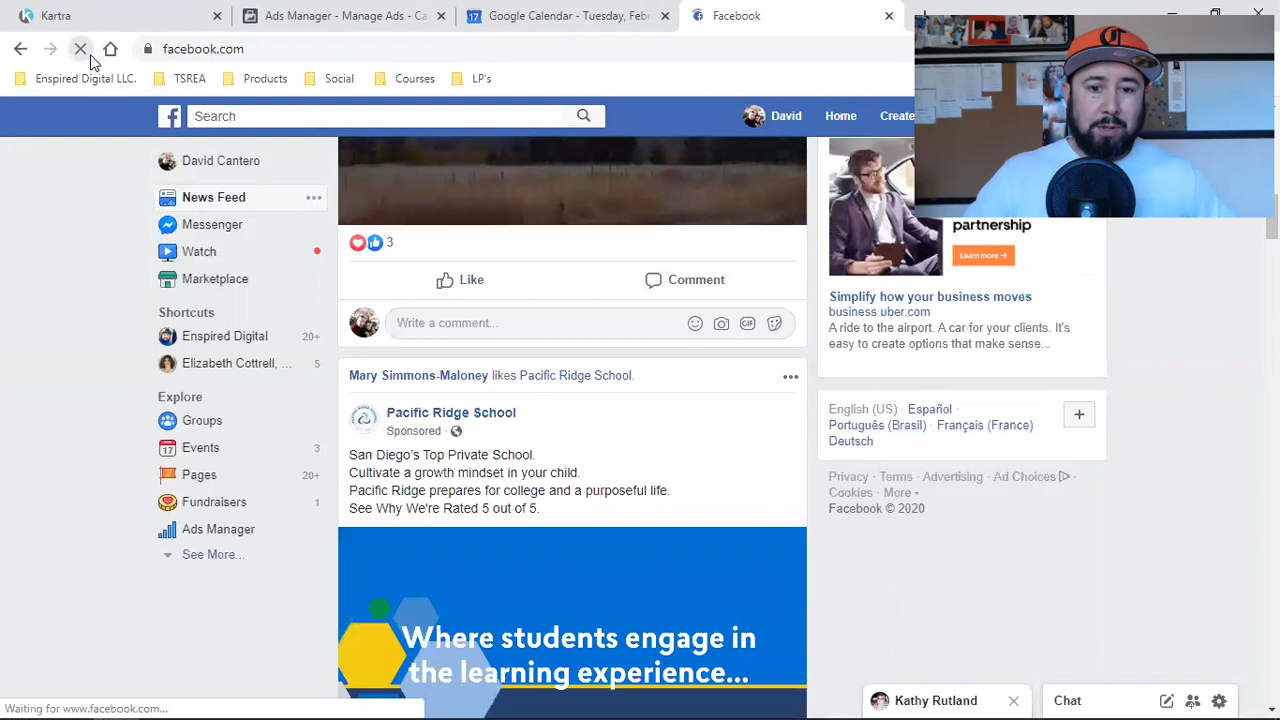 Kartra
Ads Manager - Manage Ads - Ca
Google Calendar - Tuesday, Febr
Facebook
facebook.com
Enspired Digital LLC.
TSREA
Products
Social
Courses
LP's
Search
David
Home
Create
David Cantero
News Feed
Messenger
Watch
Marketplace
Shortcuts
Enspired Digital 20+
Elizabeth Cottrell, ... 5
Explore
Groups
Events 3
Pages 20+
Fundraisers 1
Ads Manager
See More...
3
Like
Comment
Write a comment...
GIF
Mary Simmons-Maloney likes Pacific Ridge School.
Pacific Ridge School
Sponsored ·
San Diego's Top Private School.
Cultivate a growth mindset in your child.
Pacific Ridge prepares for college and a purposeful life.
See Why We're Rated 5 out of 5.
Where students engage in
the learning experience...
partnership
Learn more →
Simplify how your business moves
business.uber.com
A ride to the airport. A car for your clients. It's
easy to create options that make sense...
English (US) · Español ·
Português (Brasil) · Français (France) ·
Deutsch
Privacy · Terms · Advertising · Ad Choices ·
Cookies · More
Facebook © 2020
Kathy Rutland
Chat
Waiting for www.facebook.com...